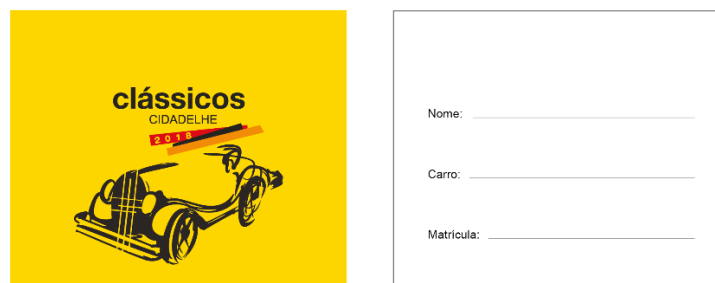 clássicos
CIDADELHE
2018
Nome:
Carro:
Matrícula: